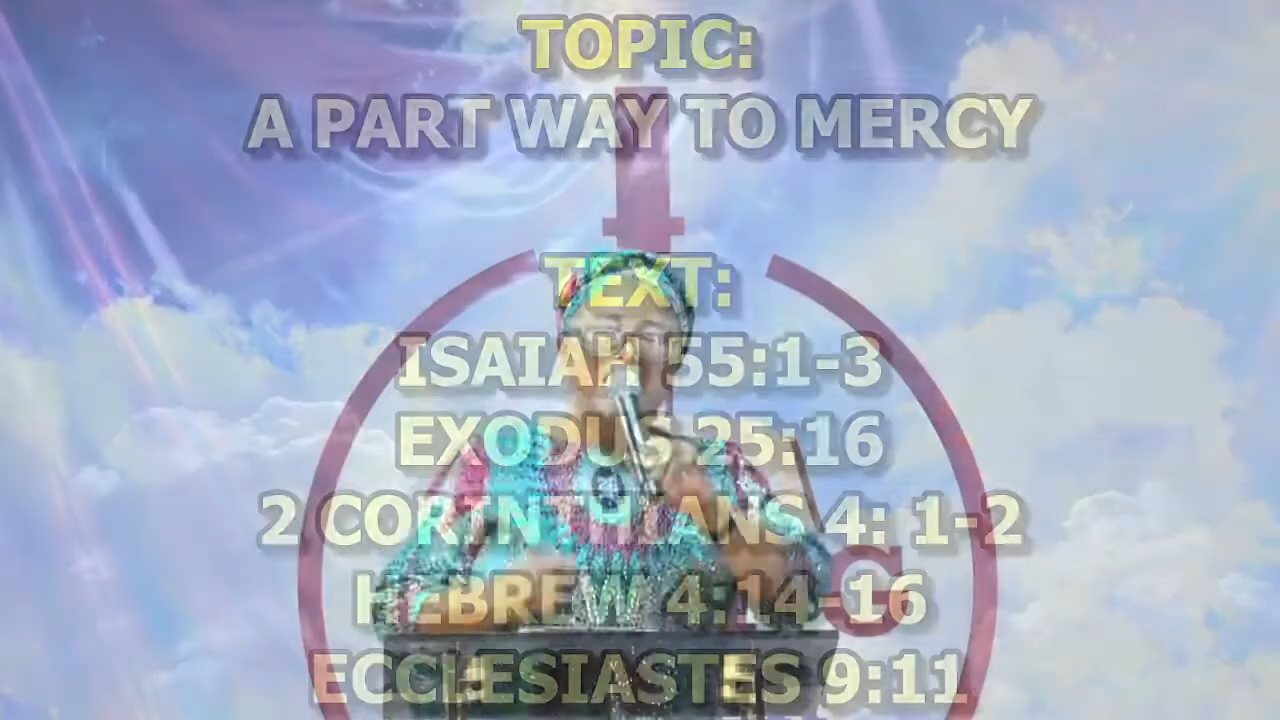 TOPIC:
A PART WAY TO MERCY
TEXT:
ISAIAH 55:1-3
EXODUS 25:16
2 CORINTHIANS 4: 1-2
HEBREW 4:14-16
ECCLESIASTES 9:11
G